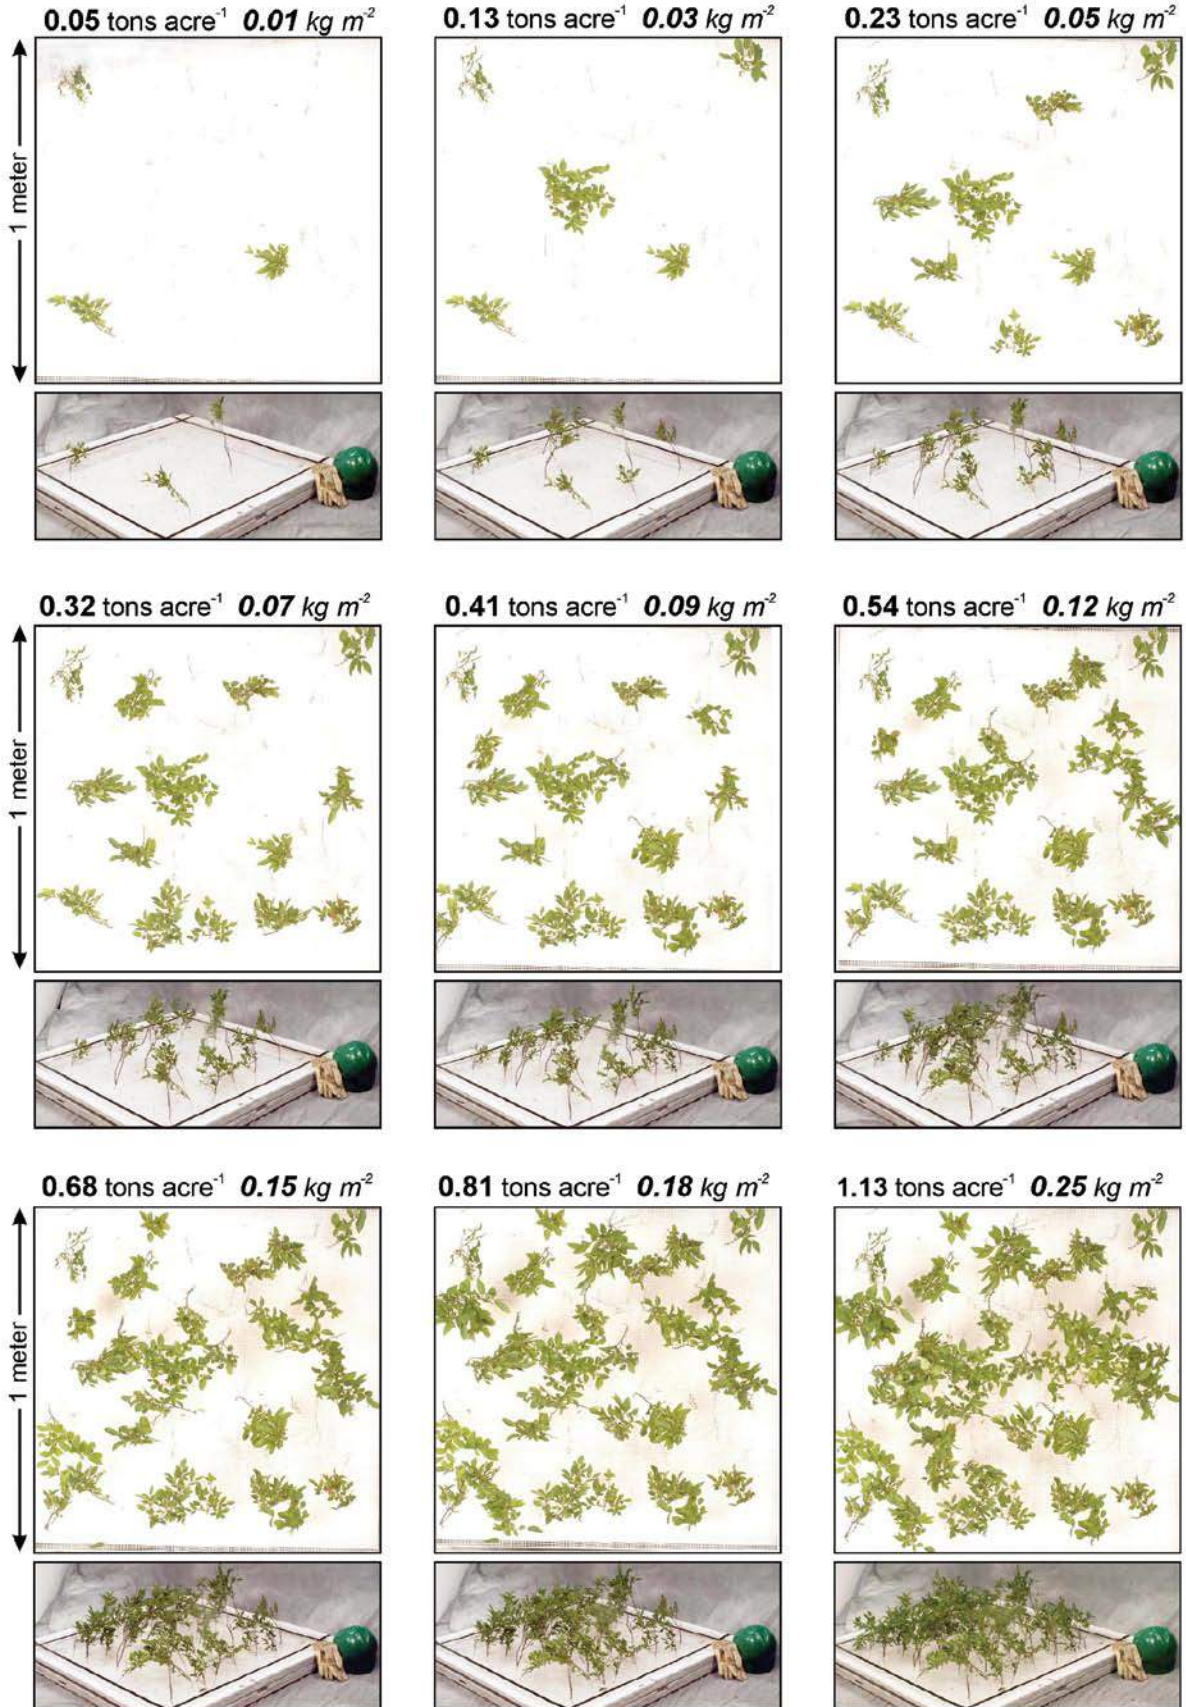 0.05 tons acre⁻¹ 0.01 kg m⁻²
0.13 tons acre⁻¹ 0.03 kg m⁻²
0.23 tons acre⁻¹ 0.05 kg m⁻²
1 meter
0.32 tons acre⁻¹ 0.07 kg m⁻²
0.41 tons acre⁻¹ 0.09 kg m⁻²
0.54 tons acre⁻¹ 0.12 kg m⁻²
1 meter
0.68 tons acre⁻¹ 0.15 kg m⁻²
0.81 tons acre⁻¹ 0.18 kg m⁻²
1.13 tons acre⁻¹ 0.25 kg m⁻²
1 meter